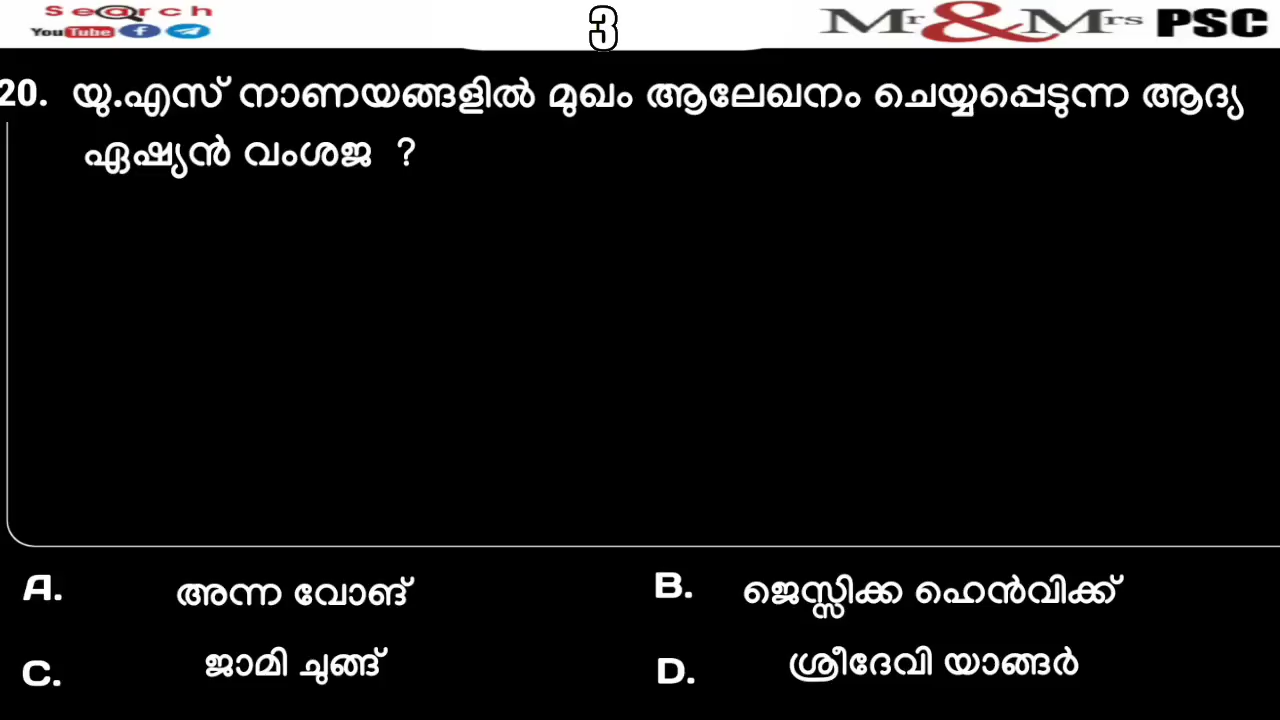 Search
YouTube
3
Mr & Mrs PSC
20. യു.എസ് നാണയങ്ങളിൽ മുഖം ആലേഖനം ചെയ്യപ്പെടുന്ന ആദ്യ
ഏഷ്യൻ വംശജ ?
A. അന്ന വോങ്
B. ജെസ്സിക്ക ഹെൻവിക്ക്
C. ജാമി ചുങ്ങ്
D. ശ്രീദേവി യാങ്ങർ